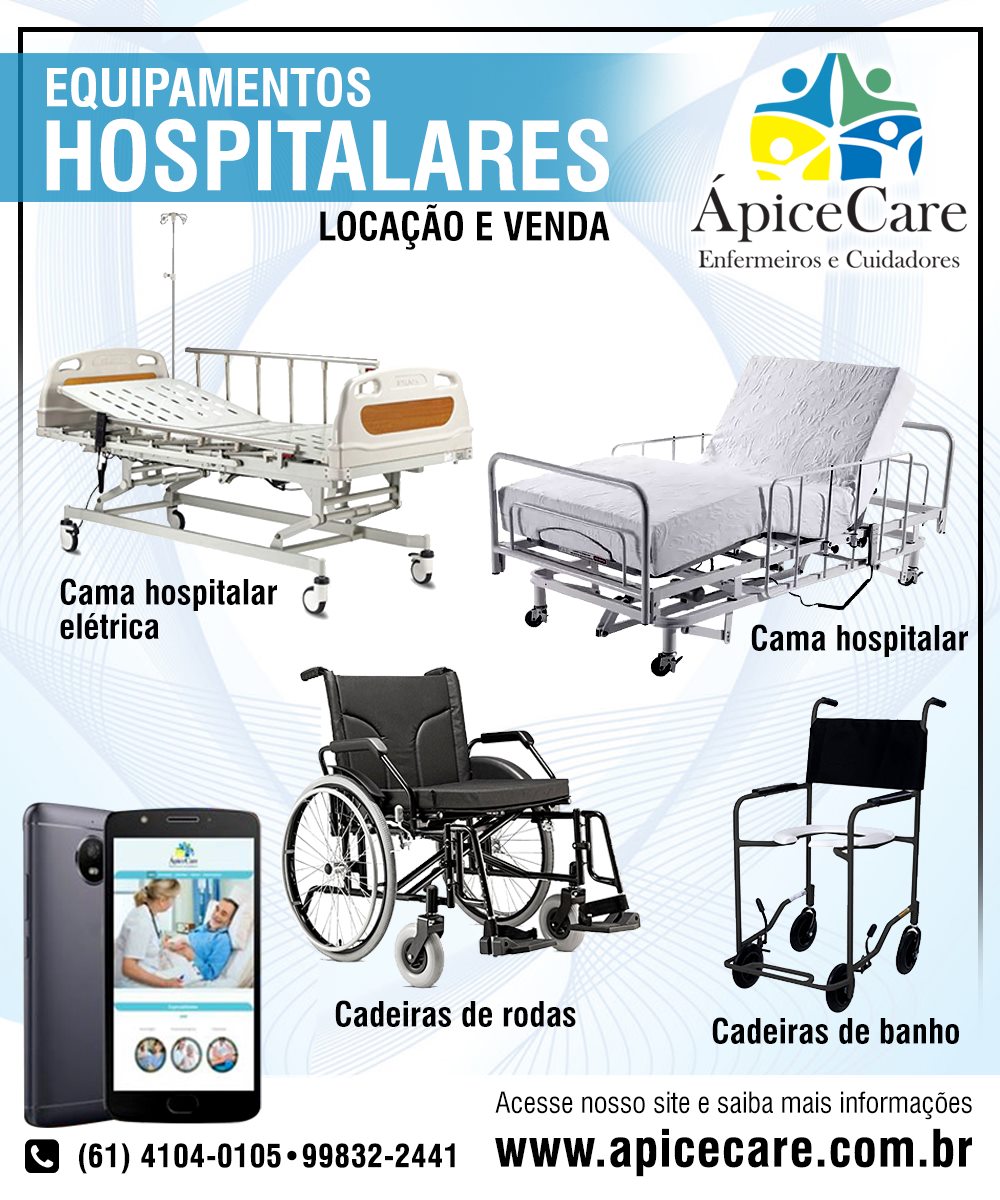 EQUIPAMENTOS
HOSPITALARES
LOCAÇÃO E VENDA
ÁpiceCare
Enfermeiros e Cuidadores
Cama hospitalar
elétrica
Cama hospitalar
Cadeiras de rodas
Cadeiras de banho
ÁpiceCare
Acesse nosso site e saiba mais informações
(61) 4104-0105 • 99832-2441
www.apicecare.com.br